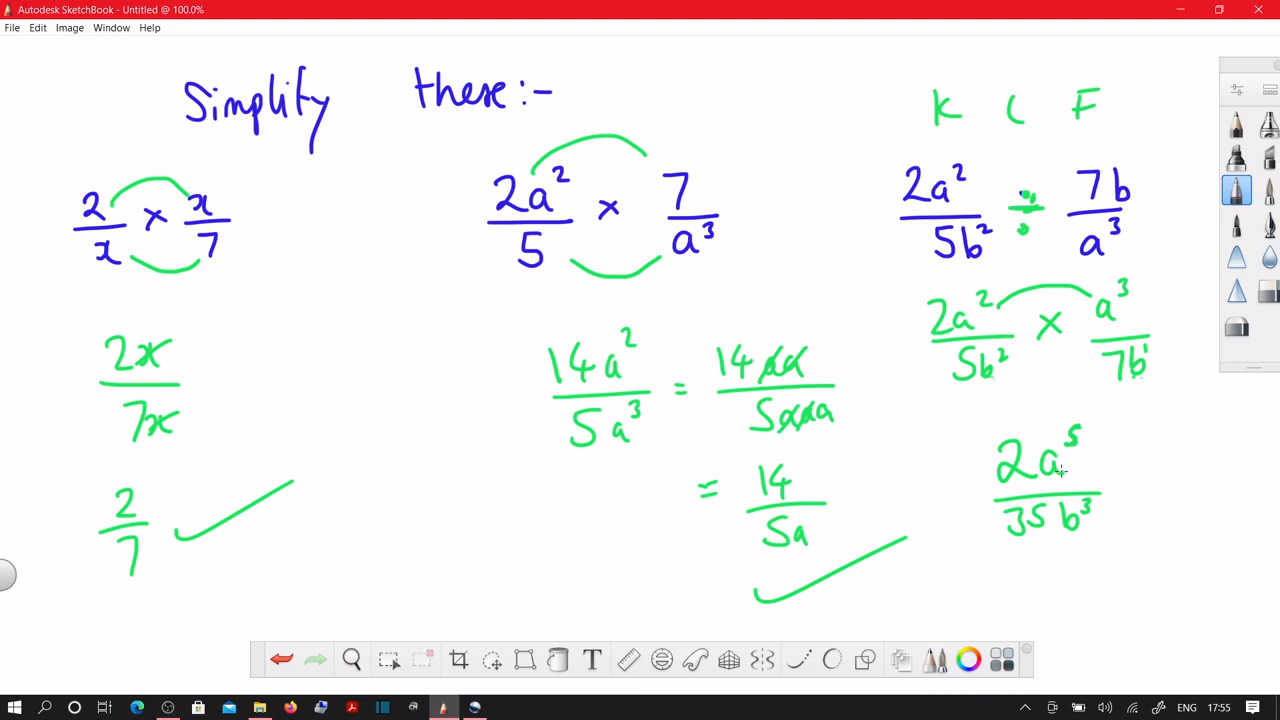 Autodesk SketchBook - Untitled @ 100.0%
File Edit Image Window Help
Simplify these:-
K C F
2/x × x/7
2a²/5 × 7/a³
2a²/5b² ÷ 7b/a³
2a²/5b² × a³/7b¹
2x/7x
14a²/5a³ = 14aa/5aaa
2/7
= 14/5a
2a⁵/35b³
T
ENG 17:55